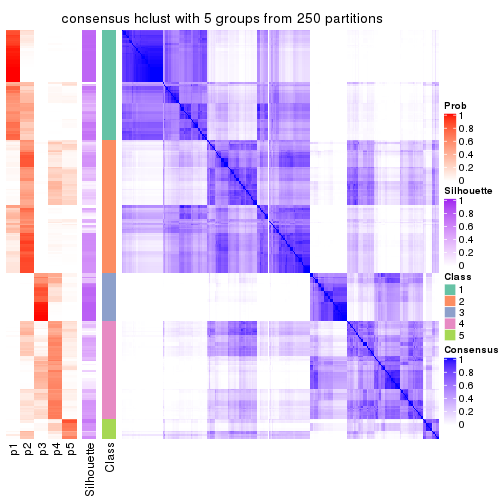 consensus hclust with 5 groups from 250 partitions
Prob
1
0.8
0.6
0.4
0.2
0
Silhouette
1
0.8
0.6
0.4
0.2
0
Class
1
2
3
4
5
Consensus
1
0.8
0.6
0.4
0.2
0
p1
p2
p3
p4
p5
Silhouette
Class